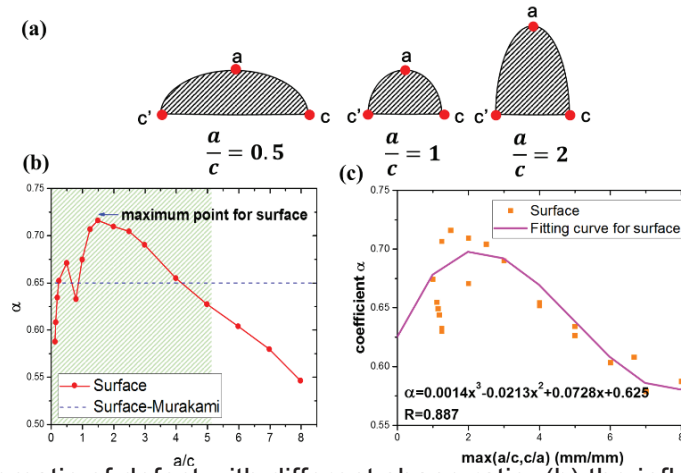 (a)
a
a
a
c' c c' c c' c
a/c = 0.5
a/c = 1
a/c = 2
(b)
0.75
0.70
0.65
0.60
0.55
0.50
α
maximum point for surface
Surface
Surface-Murakami
0 1 2 3 4 5 6 7 8
a/c
(c)
0.75
0.70
0.65
0.60
0.55
coefficient α
Surface
Fitting curve for surface
α=0.0014x³-0.0213x²+0.0728x+0.625
R=0.887
0 2 4 6 8
max(a/c,c/a) (mm/mm)